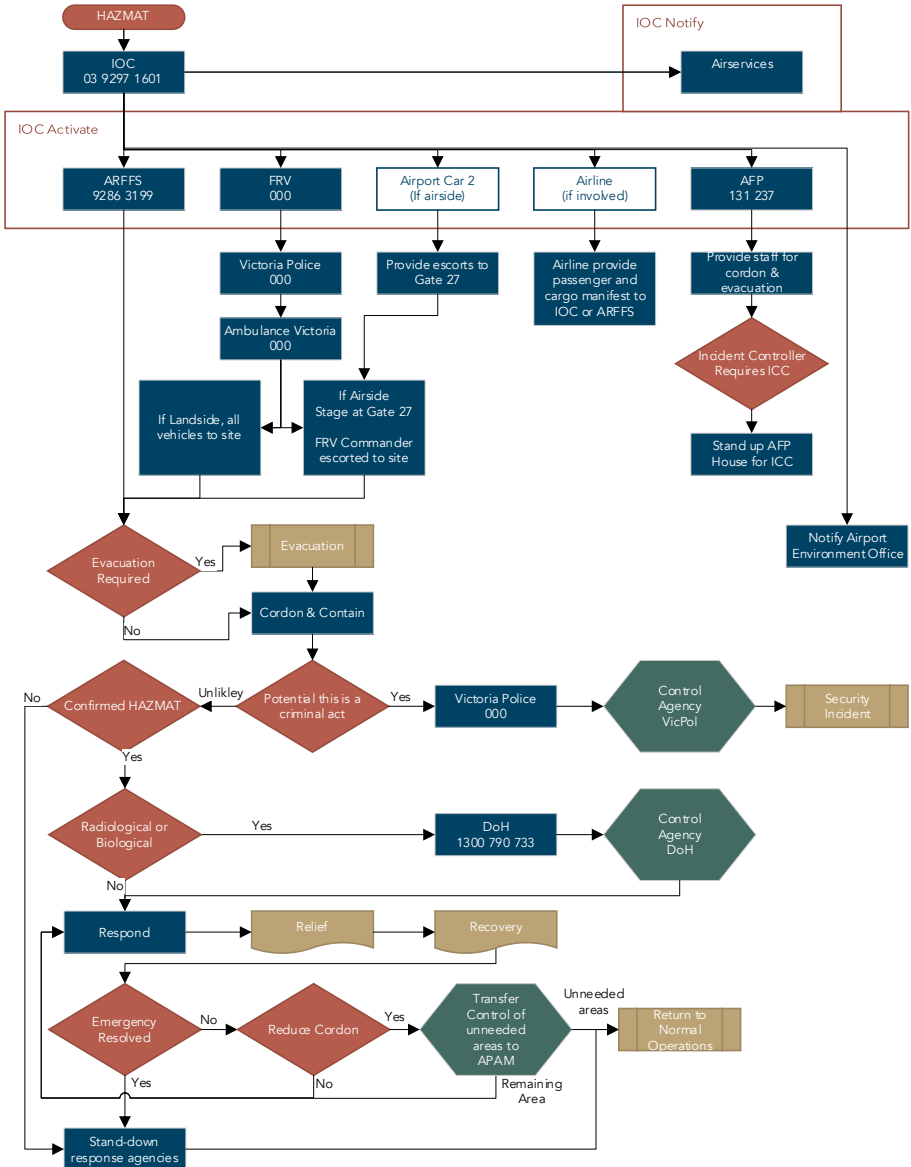 HAZMAT
IOC Notify
IOC
03 9297 1601
Airservices
IOC Activate
ARFFS
9286 3199
FRV
000
Airport Car 2
(If airside)
Airline
(if involved)
AFP
131 237
Victoria Police
000
Provide escorts to
Gate 27
Airline provide
passenger and
cargo manifest to
IOC or ARFFS
Provide staff for
cordon &
evacuation
Ambulance Victoria
000
Incident Controller
Requires ICC
If Landside, all
vehicles to site
If Airside
Stage at Gate 27
FRV Commander
escorted to site
Stand up AFP
House for ICC
Notify Airport
Environment Office
Evacuation
Required
Yes
Evacuation
No
Cordon & Contain
No
Confirmed HAZMAT
Unlikley
Potential this is a
criminal act
Yes
Victoria Police
000
Control
Agency
VicPol
Security
Incident
Yes
Radiological or
Biological
Yes
DoH
1300 790 733
Control
Agency
DoH
No
Respond
Relief
Recovery
Emergency
Resolved
No
Reduce Cordon
Yes
Transfer
Control of
unneeded
areas to
APAM
Unneeded
areas
Return to
Normal
Operations
Yes
No
Remaining
Area
Stand-down
response agencies